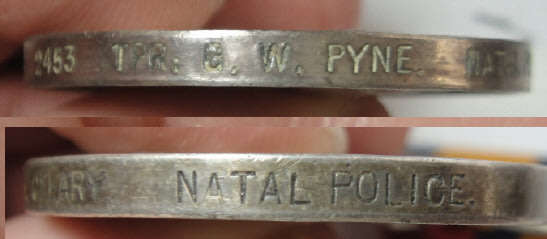 2453 TPR. C. W. PYNE.
NATAL POLICE.